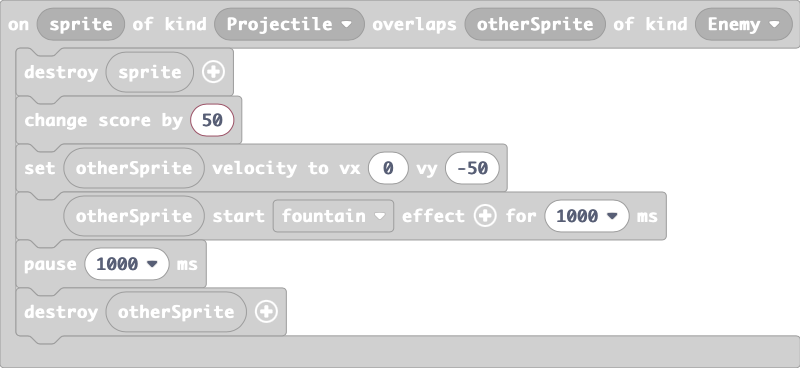 on sprite of kind Projectile overlaps otherSprite of kind Enemy
destroy sprite
change score by 50
set otherSprite velocity to vx 0 vy -50
otherSprite start fountain effect for 1000 ms
pause 1000 ms
destroy otherSprite